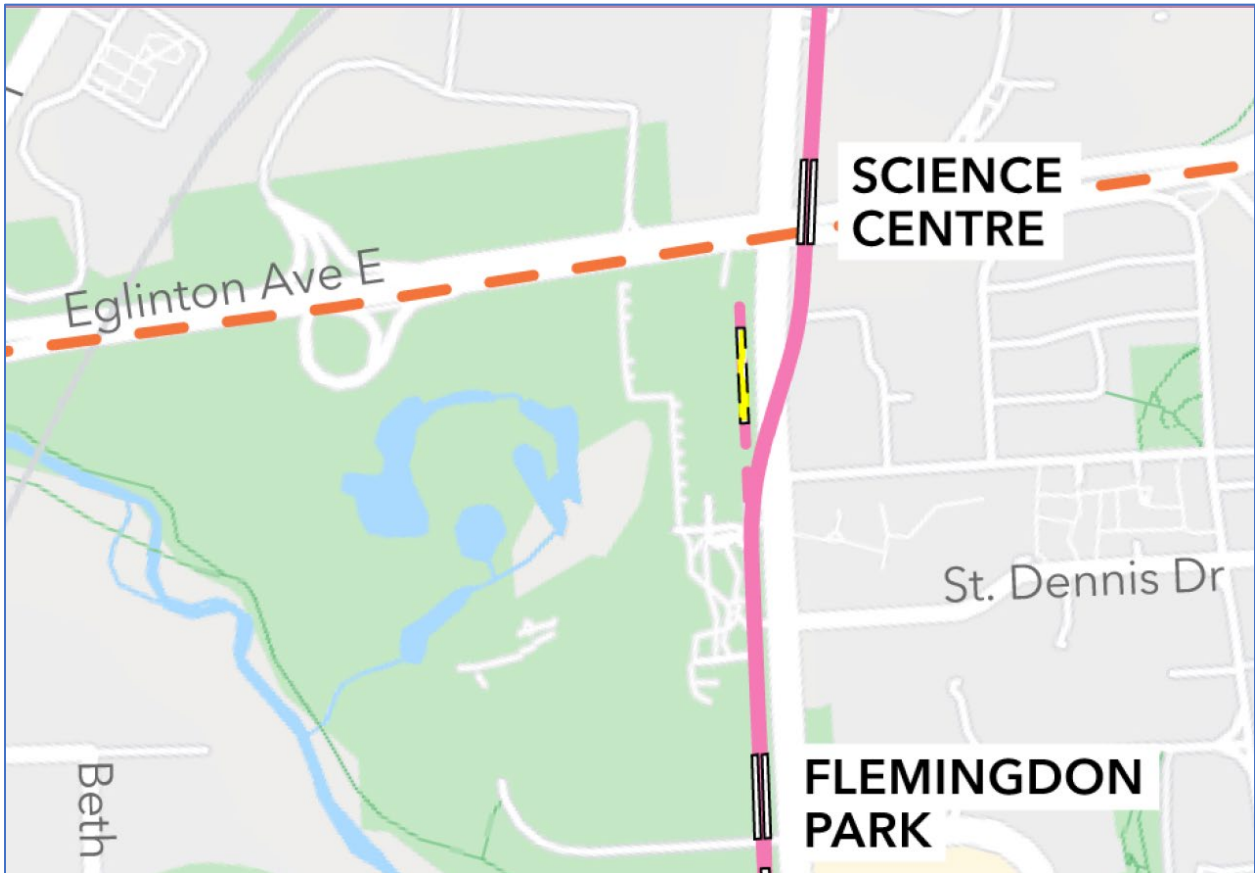 SCIENCE
CENTRE
Eglinton Ave E
St. Dennis Dr
FLEMINGDON
PARK
Beth